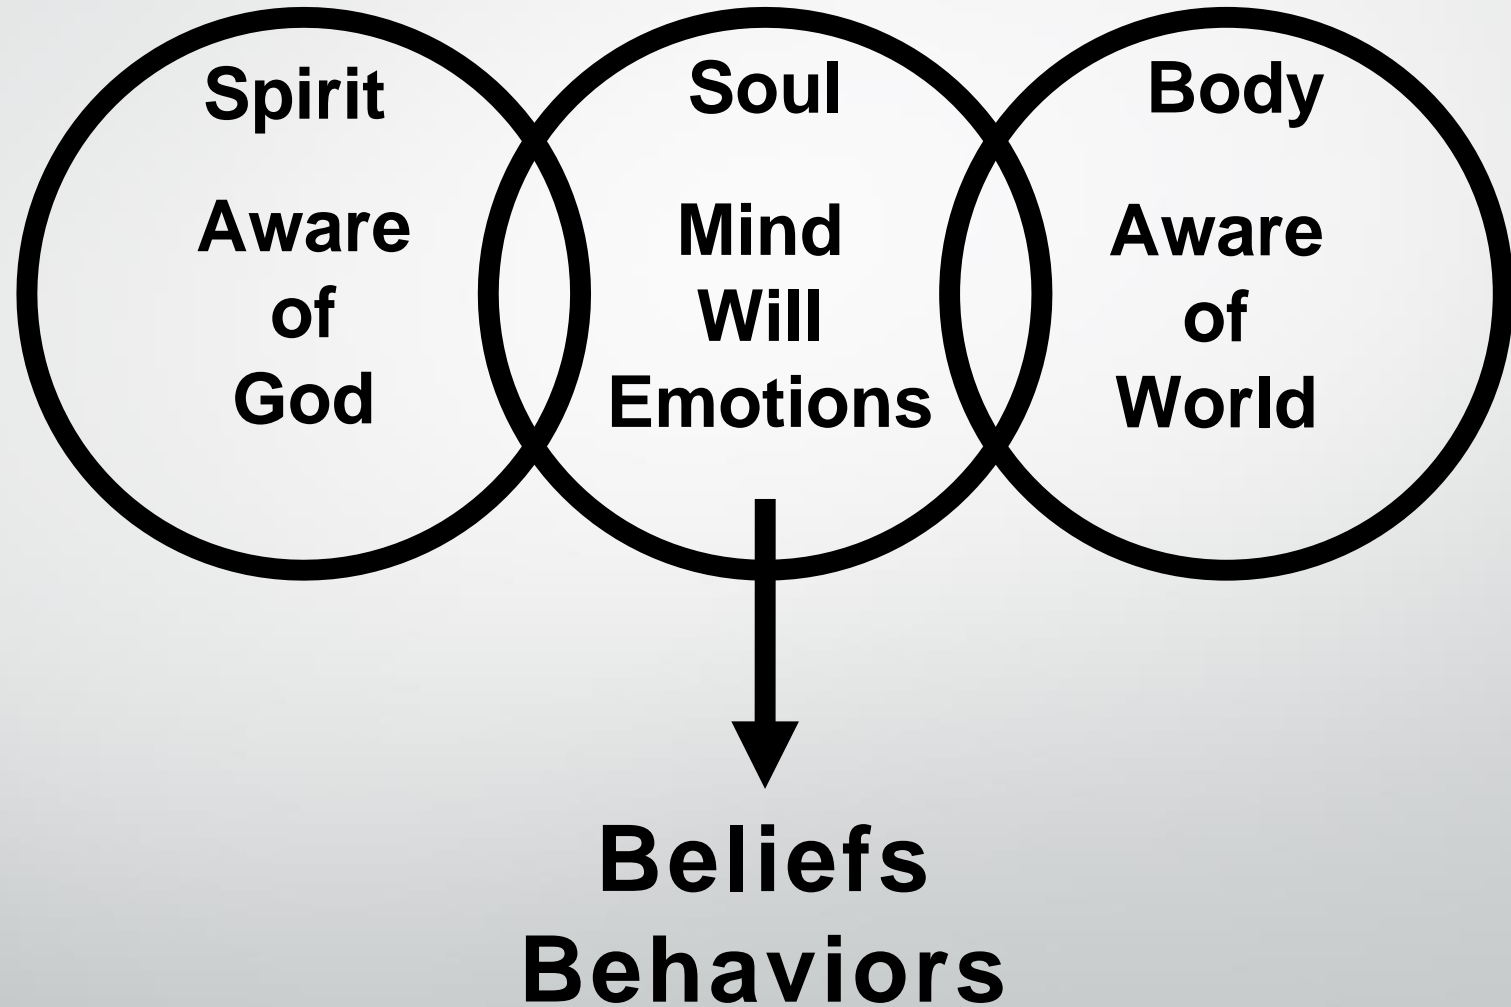 Spirit
Aware
of
God
Soul
Mind
Will
Emotions
Body
Aware
of
World
Beliefs
Behaviors